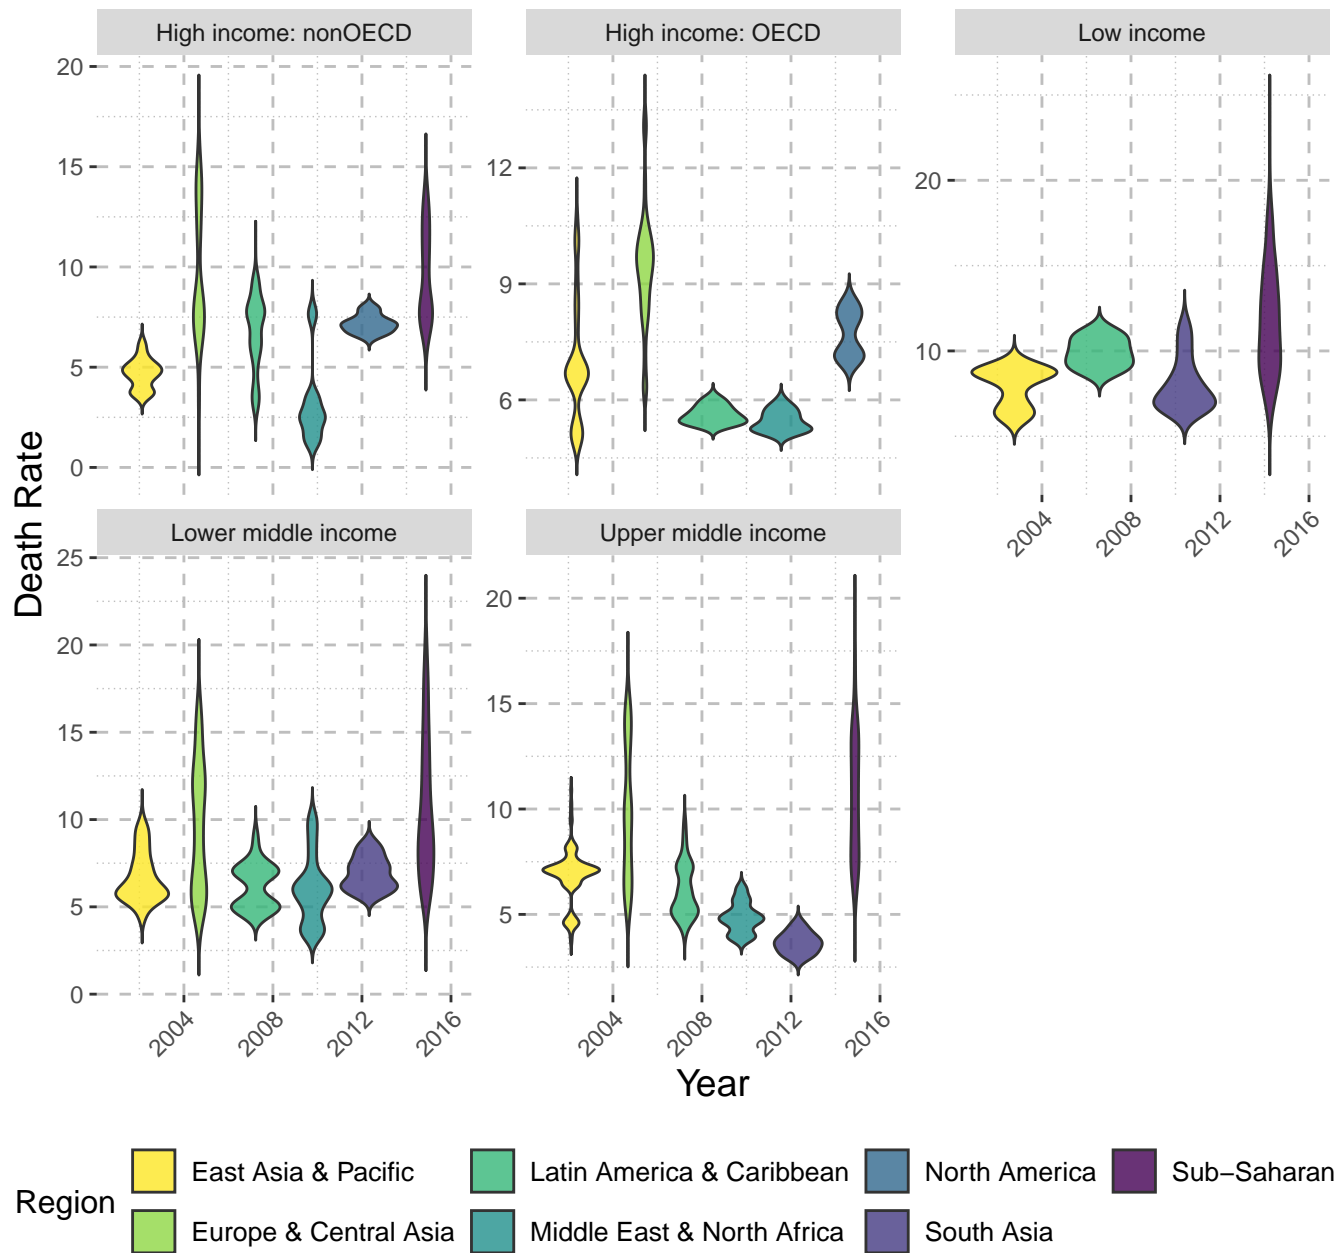 High income: nonOECD
High income: OECD
Low income
20
15
10
5
0
12
9
6
20
10
2004
2008
2012
2016
Death Rate
Lower middle income
Upper middle income
25
20
15
10
5
0
20
15
10
5
2004
2008
2012
2016
2004
2008
2012
2016
Year
Region
East Asia & Pacific
Latin America & Caribbean
North America
Sub−Saharan
Europe & Central Asia
Middle East & North Africa
South Asia